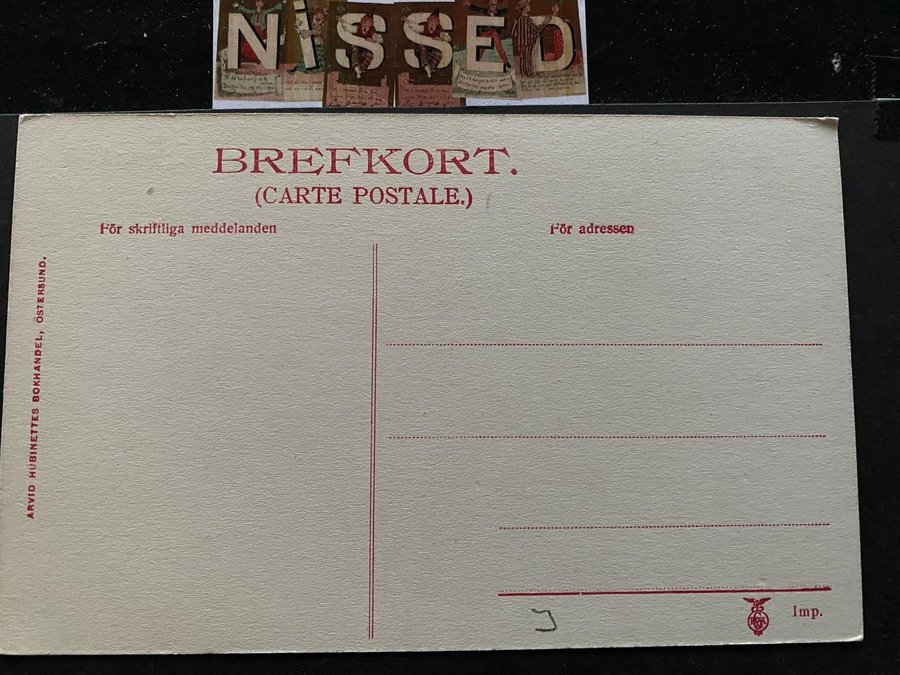 NiSSED
BREFKORT.
(CARTE POSTALE.)
För skriftliga meddelanden
För adressen
ARVID HÜBINETTES BOKHANDEL, ÖSTERSUND.
Imp.